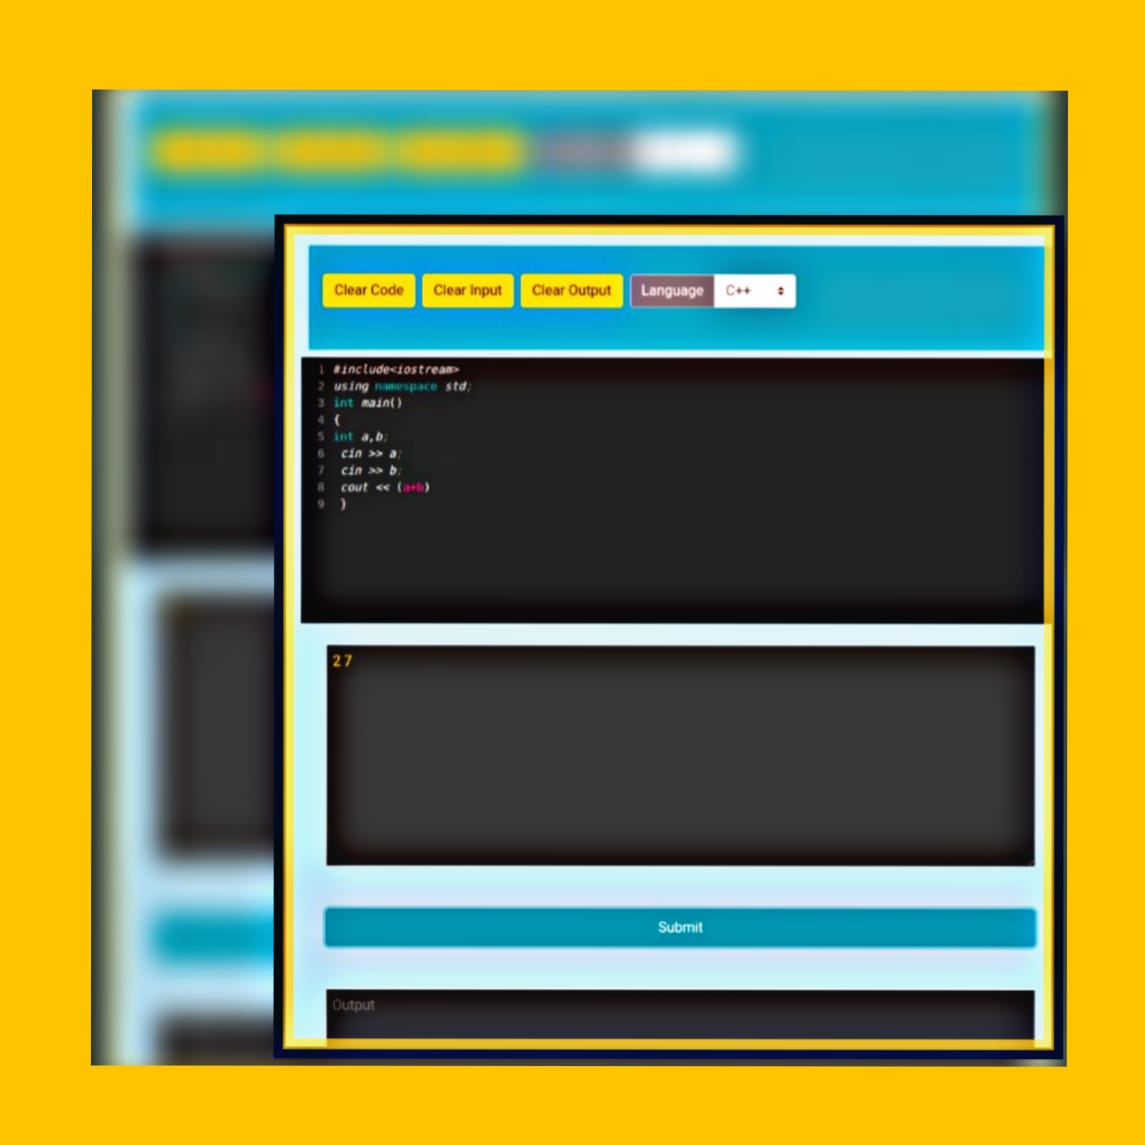 Clear Code Clear Input Clear Output Language C++
1 #include<iostream>
2 using namespace std;
3 int main()
4 {
5 int a,b;
6 cin >> a;
7 cin >> b;
8 cout << (a+b)
9 }
2 7
Submit
Output